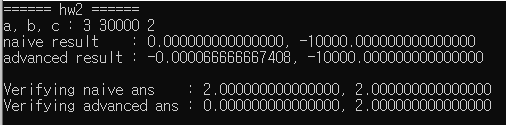 ====== hw2 ======
a, b, c : 3 30000 2
naive result    : 0.000000000000000, -10000.000000000000000
advanced result : -0.000066666667408, -10000.000000000000000
Verifying naive ans    : 2.000000000000000, 2.000000000000000
Verifying advanced ans : 0.000000000000000, 2.000000000000000